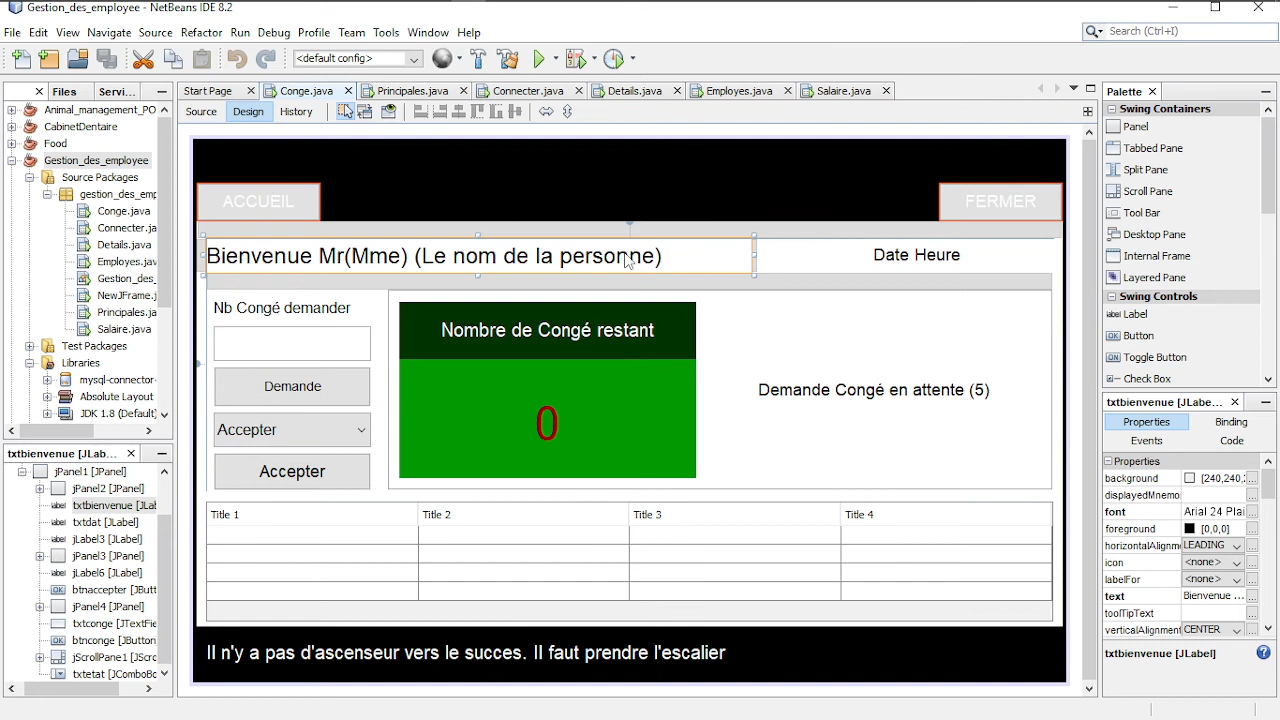 Gestion_des_employee - NetBeans IDE 8.2
File Edit View Navigate Source Refactor Run Debug Profile Team Tools Window Help
Search (Ctrl+I)
<default config>
Files Servi...
Start Page Conge.java Principales.java Connecter.java Details.java Employes.java Salaire.java
Source Design History
Animal_management_PO
CabinetDentaire
Food
Gestion_des_employee
Source Packages
gestion_des_emp
Conge.java
Connecter.ja
Details.java
Employes.java
Gestion_des_
NewJFrame.j
Principales.ja
Salaire.java
Test Packages
Libraries
mysql-connector-
Absolute Layout
JDK 1.8 (Default)
txtbienvenue [JLab...
jPanel1 [JPanel]
jPanel2 [JPanel]
txtbienvenue [JLab
txtdat [JLabel]
jLabel3 [JLabel]
jPanel3 [JPanel]
jLabel6 [JLabel]
btnaccepter [JButt
jPanel4 [JPanel]
txtconge [JTextFie
btnconge [JButton
jScrollPane1 [JScro
txtetat [JComboBo
ACCUEIL
FERMER
Bienvenue Mr(Mme) (Le nom de la personne)
Date Heure
Nb Congé demander
Demande
Accepter
Accepter
Nombre de Congé restant
0
Demande Congé en attente (5)
Title 1 Title 2 Title 3 Title 4
Il n'y a pas d'ascenseur vers le succes. Il faut prendre l'escalier
Palette
Swing Containers
Panel
Tabbed Pane
Split Pane
Scroll Pane
Tool Bar
Desktop Pane
Internal Frame
Layered Pane
Swing Controls
label Label
OK Button
ON Toggle Button
Check Box
txtbienvenue [JLabe...
Properties Binding
Events Code
Properties
background [240,240,
displayedMnemo
font Arial 24 Plai
foreground [0,0,0]
horizontalAlignm LEADING
icon <none>
labelFor <none>
text Bienvenue ...
toolTipText
verticalAlignment CENTER
txtbienvenue [JLabel]